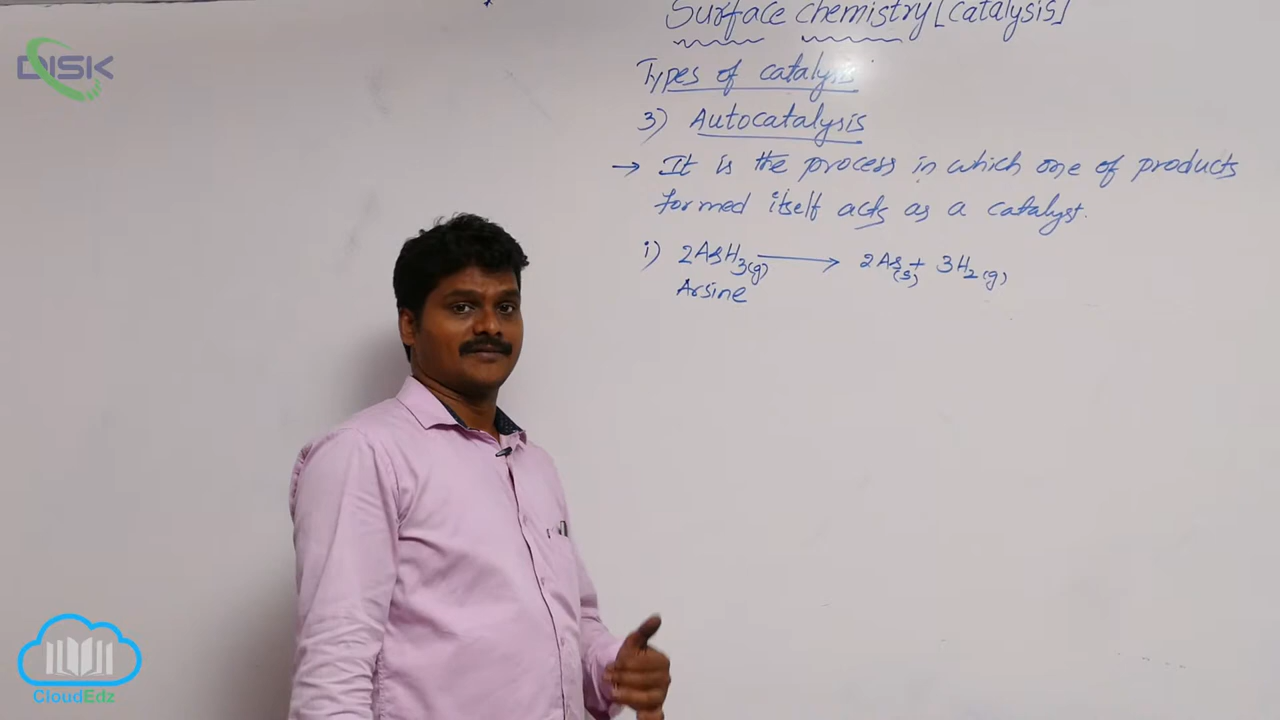 DISK
Surface chemistry [catalysis]
Types of catalysis
3) Autocatalysis
→ It is the process in which one of products
formed itself acts as a catalyst.
i) 2AsH3(g) ⟶ 2As(s) + 3H2(g)
Arsine
CloudEdz